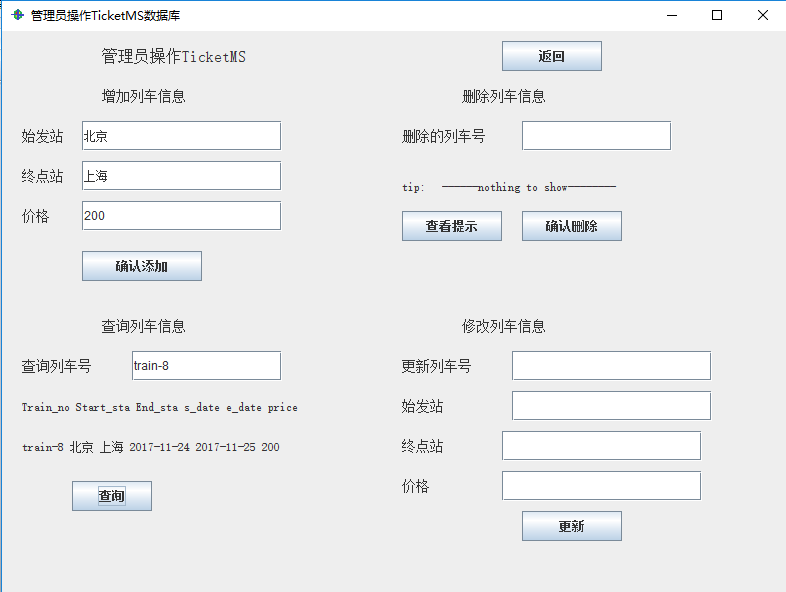 管理员操作TicketMS数据库
管理员操作TicketMS
返回
增加列车信息
删除列车信息
始发站 北京
删除的列车号
终点站 上海
tip: ------nothing to show--------
价格 200
查看提示 确认删除
确认添加
查询列车信息
修改列车信息
查询列车号 train-8
更新列车号
Train_no Start_sta End_sta s_date e_date price
始发站
train-8 北京 上海 2017-11-24 2017-11-25 200
终点站
查询
价格
更新